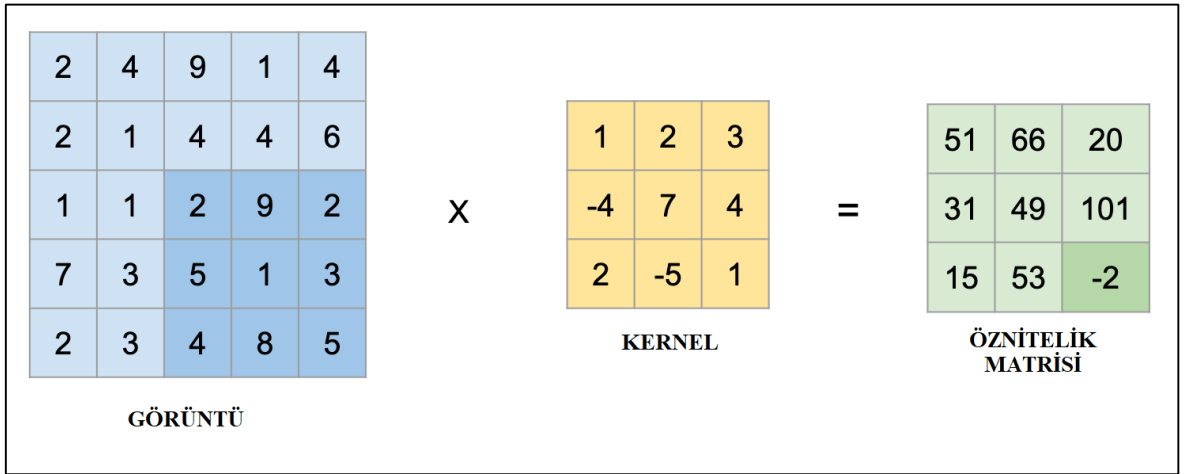 2 4 9 1 4
2 1 4 4 6
1 1 2 9 2
7 3 5 1 3
2 3 4 8 5
GÖRÜNTÜ
x
1 2 3
-4 7 4
2 -5 1
KERNEL
=
51 66 20
31 49 101
15 53 -2
ÖZNİTELİK
MATRİSİ